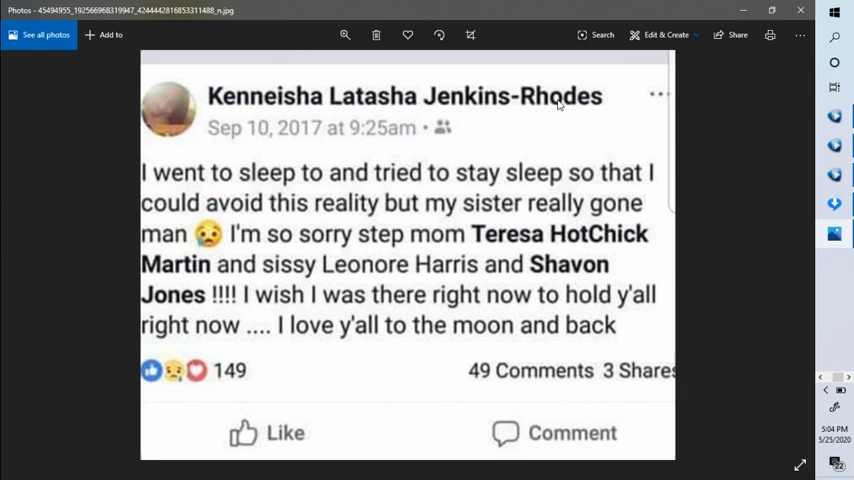 Photos - 45494955_192566968319947_4244442816853311488_n.jpg
See all photos
Add to
Search
Edit & Create
Share
Kenneisha Latasha Jenkins-Rhodes
Sep 10, 2017 at 9:25am
I went to sleep to and tried to stay sleep so that I
could avoid this reality but my sister really gone
man 😢 I'm so sorry step mom Teresa HotChick
Martin and sissy Leonore Harris and Shavon
Jones !!!! I wish I was there right now to hold y'all
right now .... I love y'all to the moon and back
149
49 Comments 3 Shares
Like
Comment
5:04 PM
5/25/2020
22